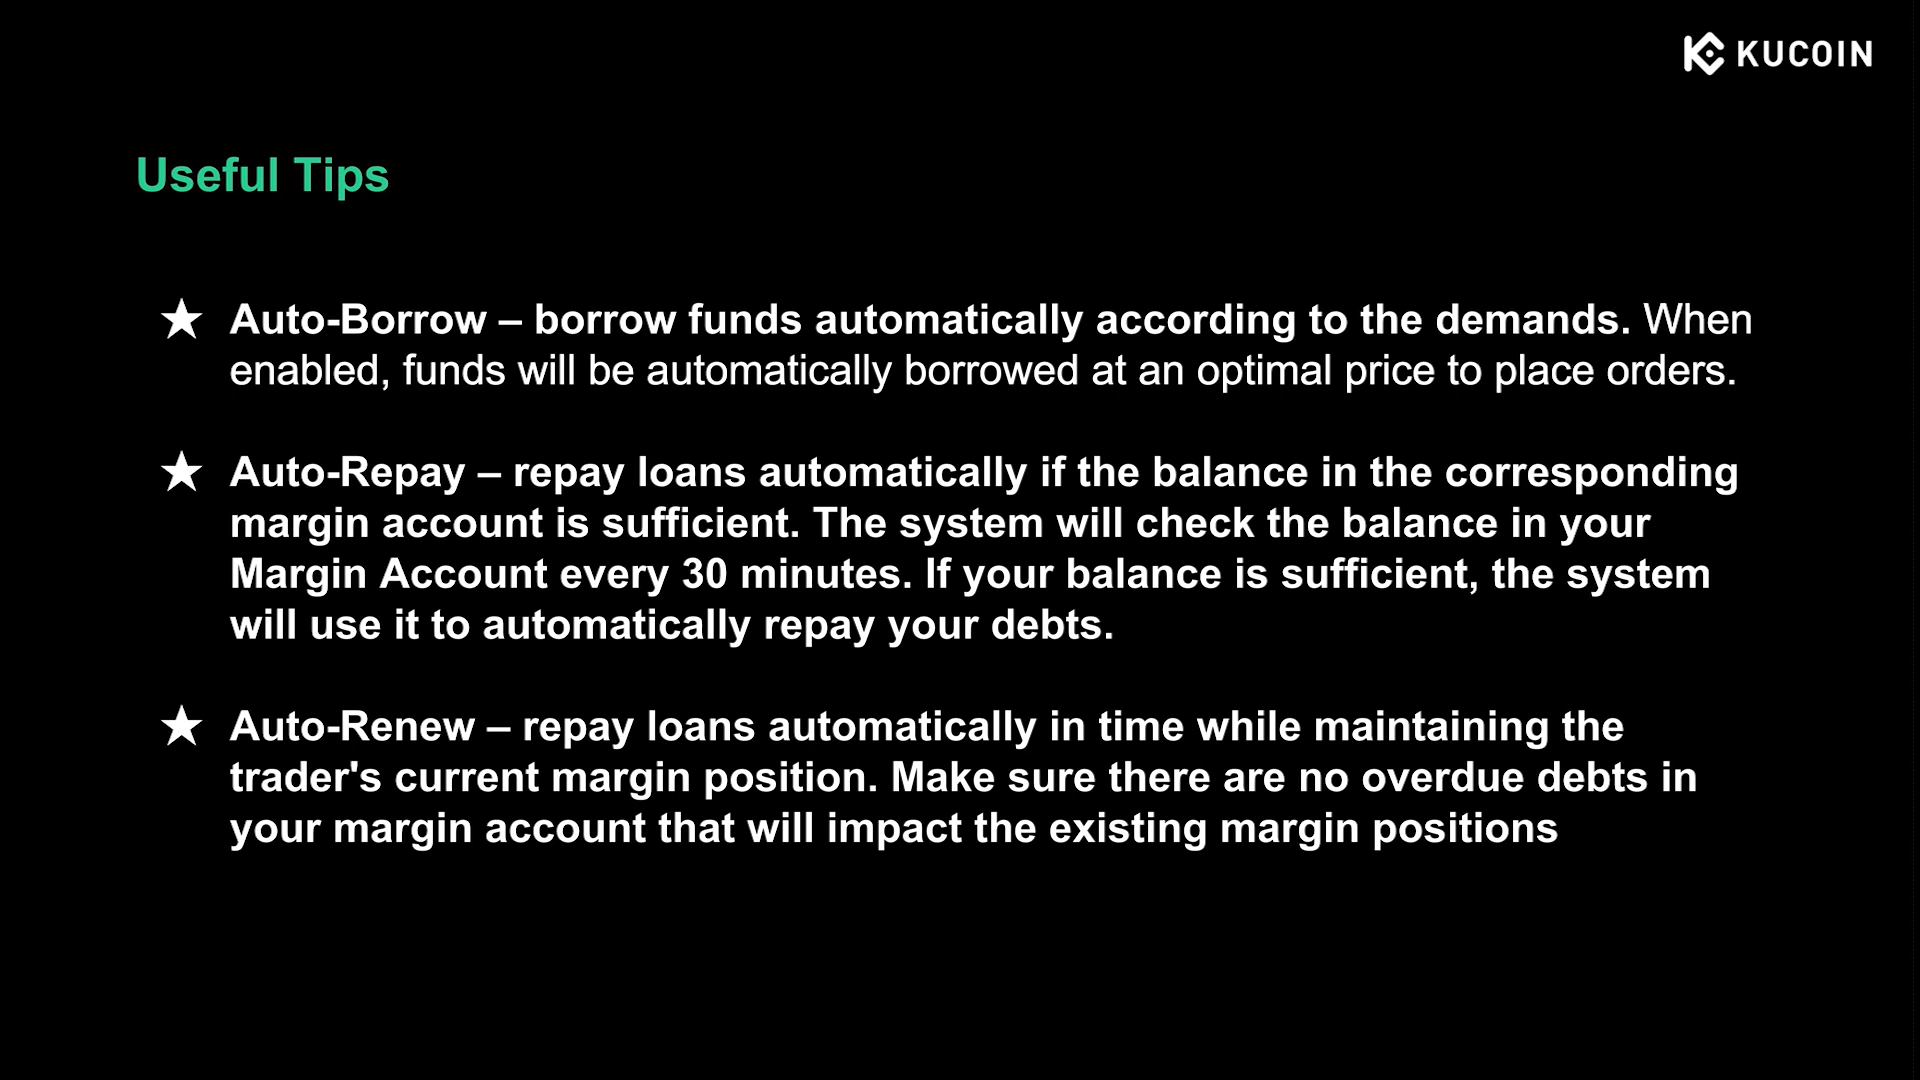 KUCOIN
Useful Tips
★ Auto-Borrow – borrow funds automatically according to the demands. When
enabled, funds will be automatically borrowed at an optimal price to place orders.
★ Auto-Repay – repay loans automatically if the balance in the corresponding
margin account is sufficient. The system will check the balance in your
Margin Account every 30 minutes. If your balance is sufficient, the system
will use it to automatically repay your debts.
★ Auto-Renew – repay loans automatically in time while maintaining the
trader's current margin position. Make sure there are no overdue debts in
your margin account that will impact the existing margin positions